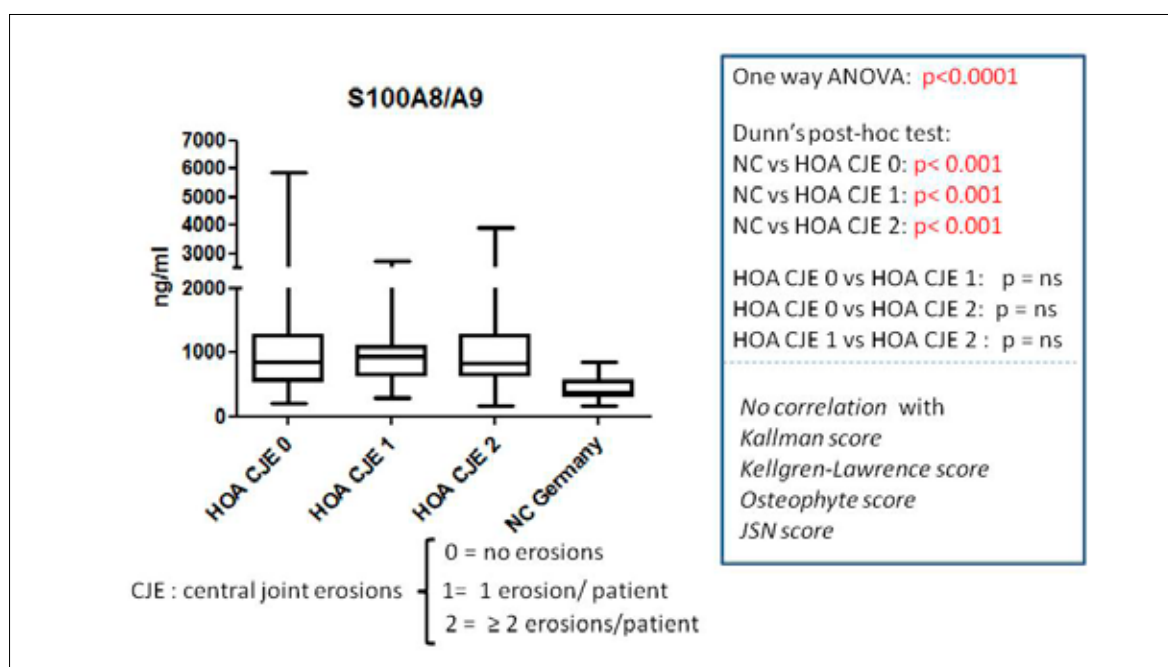 S100A8/A9
7000
6000
5000
4000
3000
2000
1000
0
ng/ml
HOA CJE 0
HOA CJE 1
HOA CJE 2
NC Germany
CJE : central joint erosions
0 = no erosions
1= 1 erosion/ patient
2 = ≥ 2 erosions/patient
One way ANOVA: p<0.0001
Dunn's post-hoc test:
NC vs HOA CJE 0: p< 0.001
NC vs HOA CJE 1: p< 0.001
NC vs HOA CJE 2: p< 0.001
HOA CJE 0 vs HOA CJE 1: p = ns
HOA CJE 0 vs HOA CJE 2: p = ns
HOA CJE 1 vs HOA CJE 2 : p = ns
No correlation with
Kallman score
Kellgren-Lawrence score
Osteophyte score
JSN score